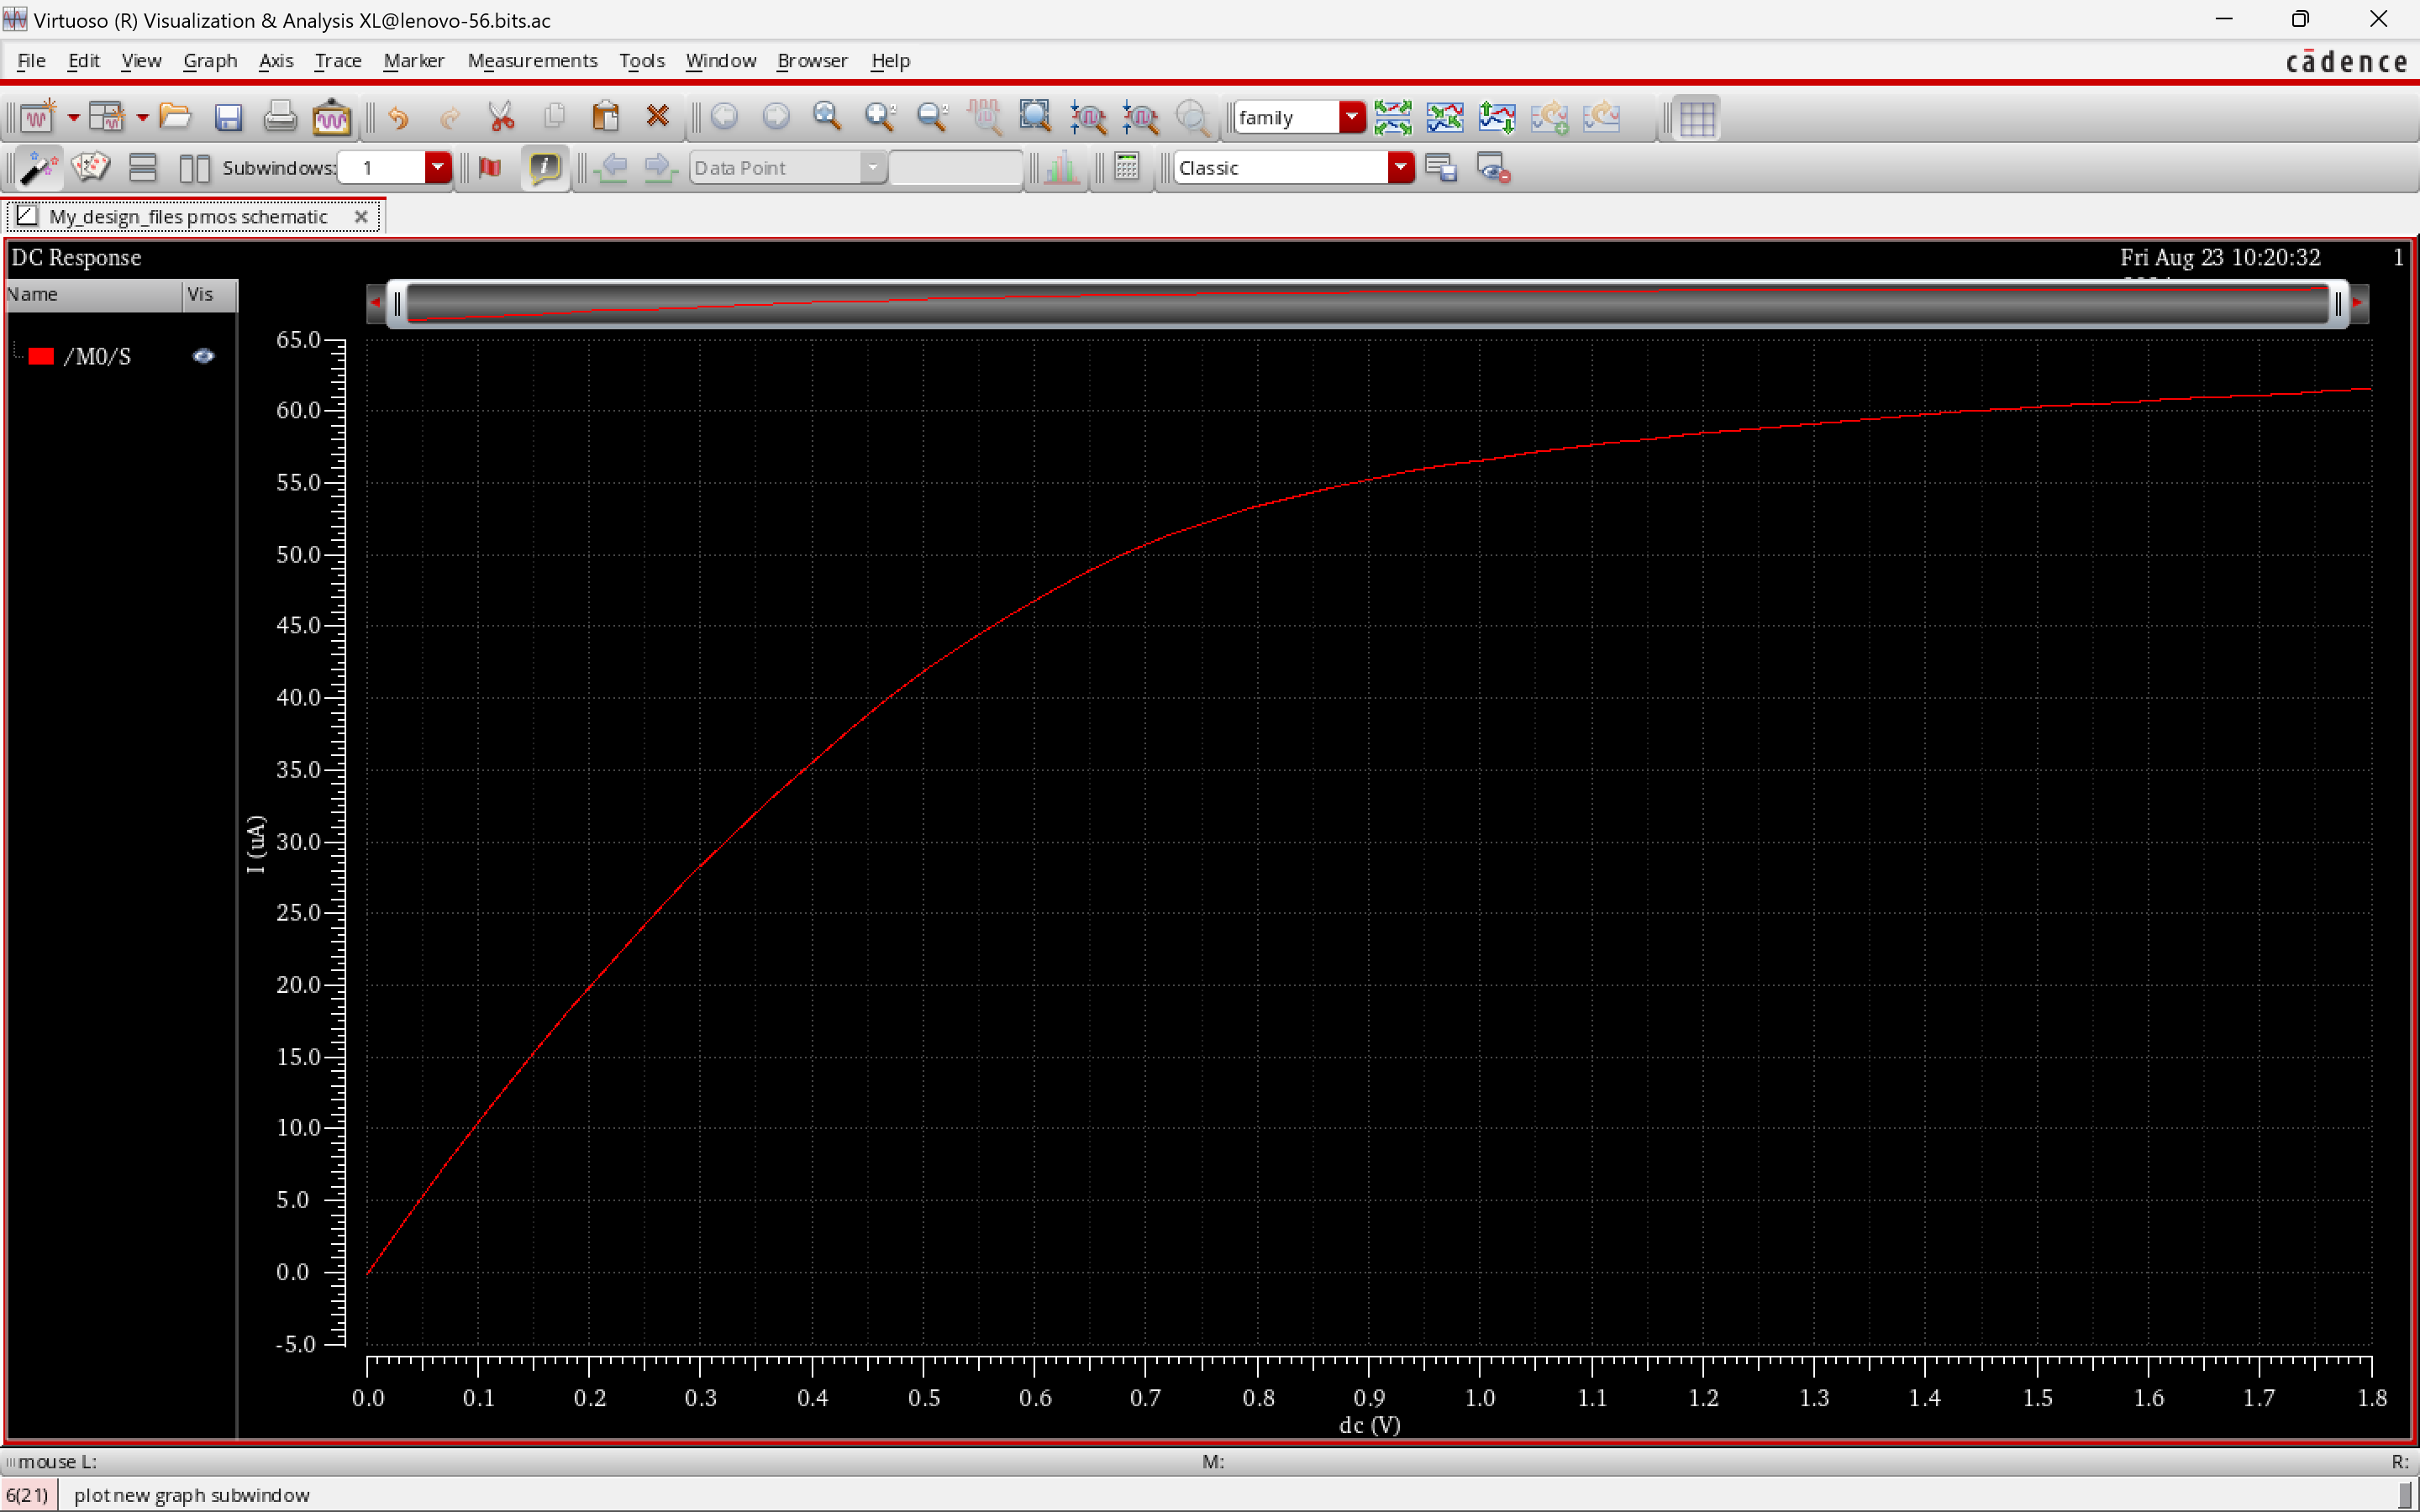 Virtuoso (R) Visualization & Analysis XL@lenovo-56.bits.ac
File Edit View Graph Axis Trace Marker Measurements Tools Window Browser Help
cādence
family
Subwindows: 1 Data Point Classic
My_design_files pmos schematic
DC Response
Fri Aug 23 10:20:32 1
Name Vis
/M0/S
65.0
60.0
55.0
50.0
45.0
40.0
35.0
30.0
25.0
20.0
15.0
10.0
5.0
0.0
-5.0
I (uA)
0.0 0.1 0.2 0.3 0.4 0.5 0.6 0.7 0.8 0.9 1.0 1.1 1.2 1.3 1.4 1.5 1.6 1.7 1.8
dc (V)
mouse L: M: R:
6(21) plot new graph subwindow